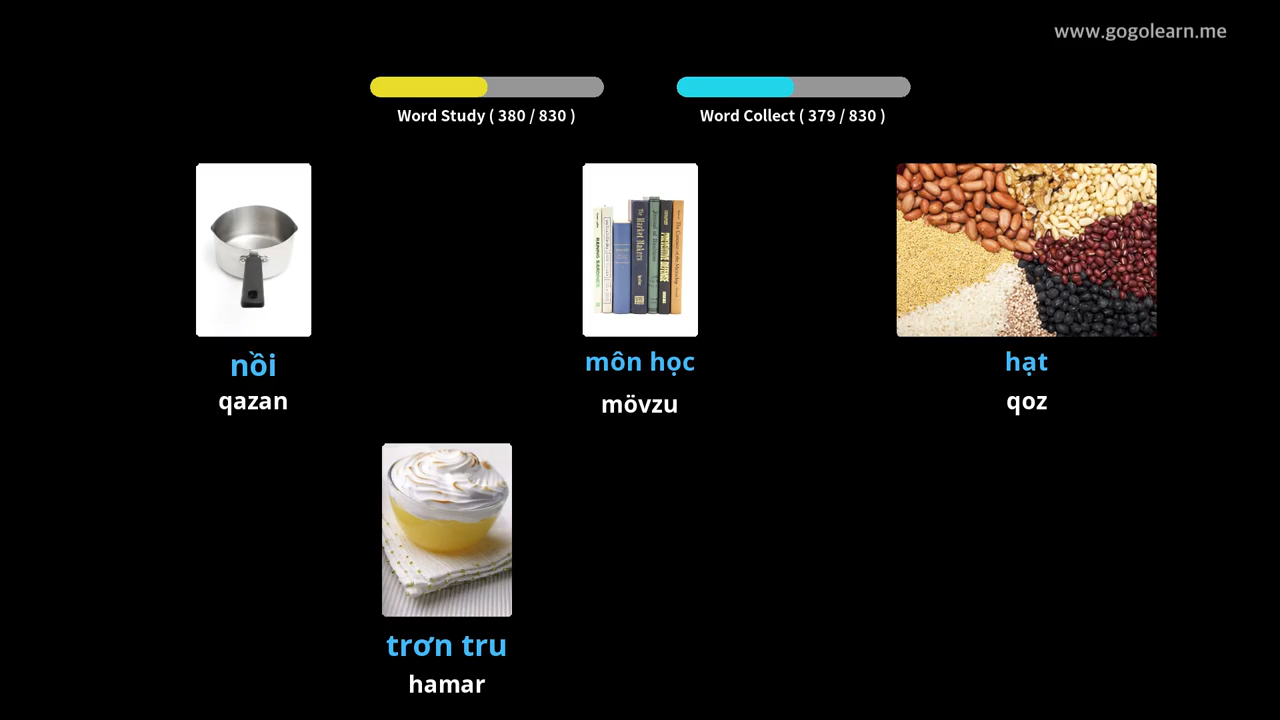 www.gogolearn.me
Word Study ( 380 / 830 )
Word Collect ( 379 / 830 )
nồi
qazan
môn học
mövzu
hạt
qoz
trơn tru
hamar